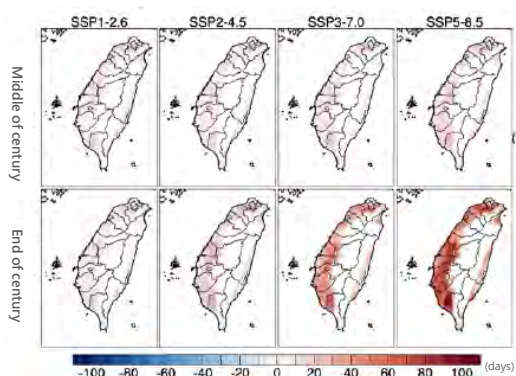 SSP1-2.6 SSP2-4.5 SSP3-7.0 SSP5-8.5
Middle of century
End of century
-100 -80 -60 -40 -20 0 20 40 60 80 100 (days)